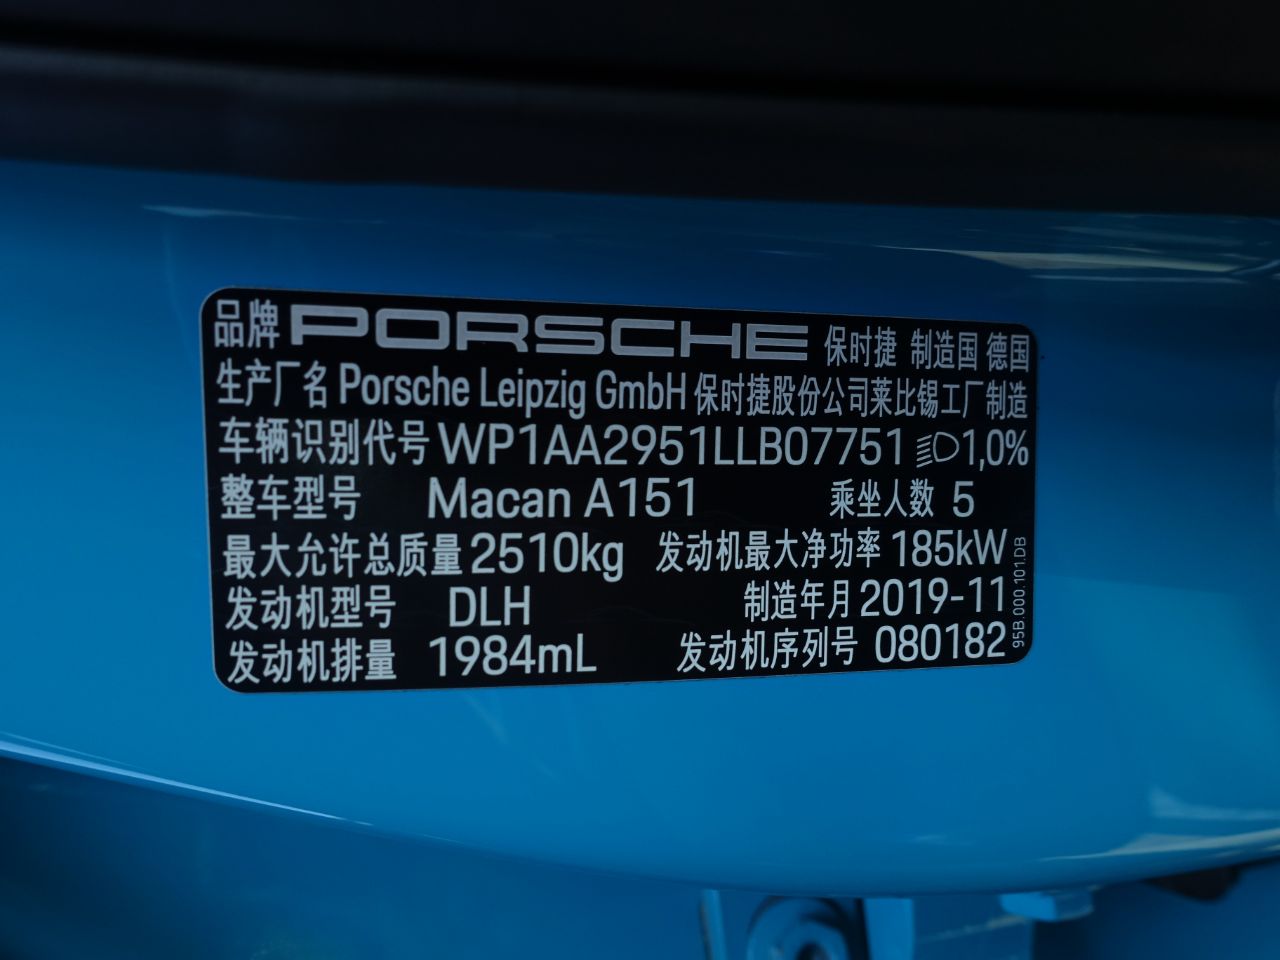 品牌 PORSCHE 保时捷 制造国 德国
生产厂名 Porsche Leipzig GmbH 保时捷股份公司莱比锡工厂制造
车辆识别代号 WP1AA2951LLB07751 1,0%
整车型号 Macan A151 乘坐人数 5
最大允许总质量 2510kg 发动机最大净功率 185kW
发动机型号 DLH 制造年月 2019-11
发动机排量 1984mL 发动机序列号 080182
95B.000.101.DB